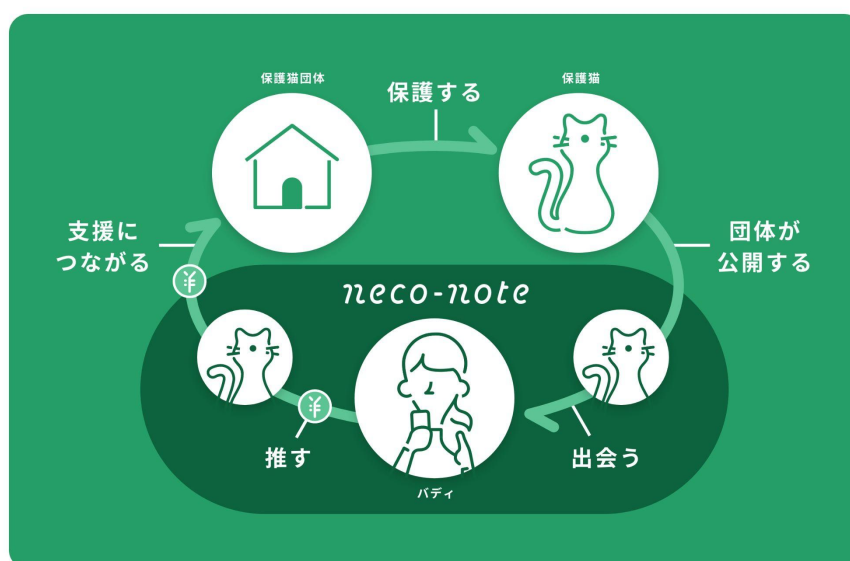 保護猫団体
保護する
保護猫
支援に
つながる
団体が
公開する
neco-note
推す
出会う
バディ